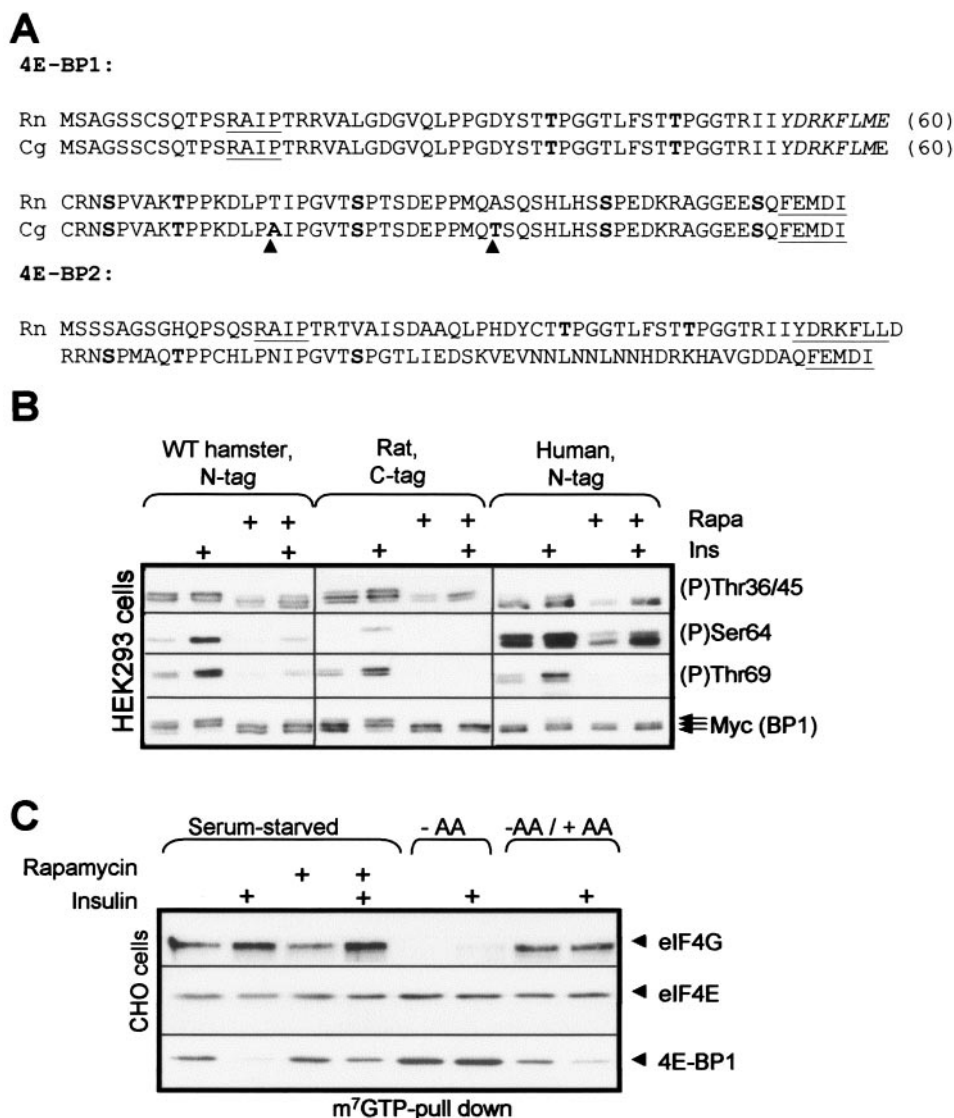 A
4E-BP1:
Rn MSAGSSCSQTPSRAIPTRRVALGDGVQLPPGDYSTTPGGTLFSTTPGGTRIIYDRKFLME (60)
Cg MSAGSSCSQTPSRAIPTRRVALGDGVQLPPGDYSTTPGGTLFSTTPGGTRIIYDRKFLME (60)
Rn CRNSPVAKTPPKDLPTIPGVTSPTSDEPPMQASQSHLHSSPEDKRAGGEESQFEMDI
Cg CRNSPVAKTPPKDLPAIPGVTSPTSDEPPMQTSQSHLHSSPEDKRAGGEESQFEMDI
▲ ▲
4E-BP2:
Rn MSSSAGSGHQPSQSRAIPTRTVAISDAAQLPHDYCTTPGGTLFSTTPGGTRIIYDRKFLLD
RRNSPMAQTPPCHLPNIPGVTSPGTLIEDSKVEVNNLNNLNNHDRKHAVGDDAQFEMDI
B
WT hamster, N-tag
Rat, C-tag
Human, N-tag
+ + + + + + Rapa
+ + + + + + Ins
HEK293 cells
(P)Thr36/45
(P)Ser64
(P)Thr69
Myc (BP1)
C
Serum-starved - AA -AA / + AA
Rapamycin + +
Insulin + + + +
CHO cells
eIF4G
eIF4E
4E-BP1
m⁷GTP-pull down